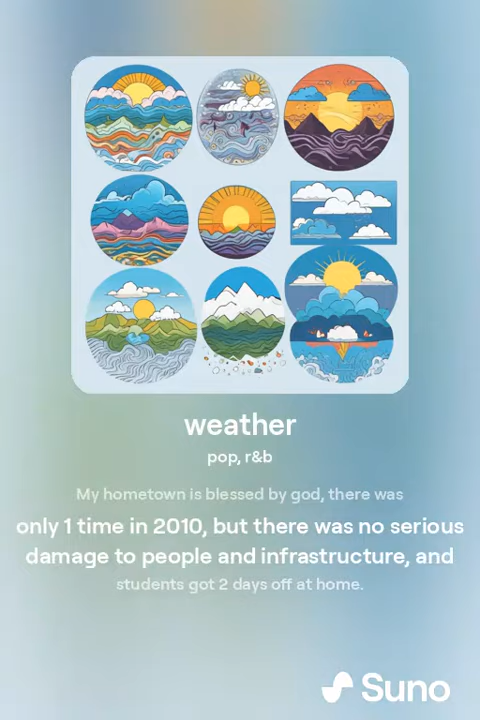 weather
pop, r&b
My hometown is blessed by god, there was
only 1 time in 2010, but there was no serious
damage to people and infrastructure, and
students got 2 days off at home.
Suno